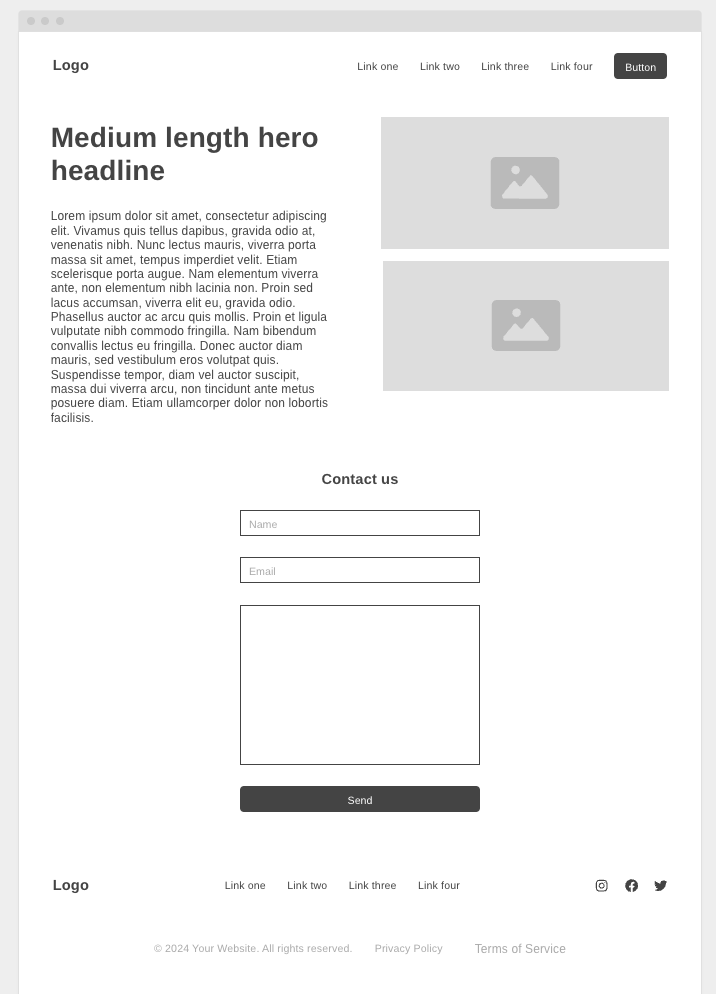 Logo
Link one Link two Link three Link four Button
Medium length hero
headline
Lorem ipsum dolor sit amet, consectetur adipiscing
elit. Vivamus quis tellus dapibus, gravida odio at,
venenatis nibh. Nunc lectus mauris, viverra porta
massa sit amet, tempus imperdiet velit. Etiam
scelerisque porta augue. Nam elementum viverra
ante, non elementum nibh lacinia non. Proin sed
lacus accumsan, viverra elit eu, gravida odio.
Phasellus auctor ac arcu quis mollis. Proin et ligula
vulputate nibh commodo fringilla. Nam bibendum
convallis lectus eu fringilla. Donec auctor diam
mauris, sed vestibulum eros volutpat quis.
Suspendisse tempor, diam vel auctor suscipit,
massa dui viverra arcu, non tincidunt ante metus
posuere diam. Etiam ullamcorper dolor non lobortis
facilisis.
Contact us
Name
Email
Send
Logo
Link one Link two Link three Link four
© 2024 Your Website. All rights reserved. Privacy Policy Terms of Service